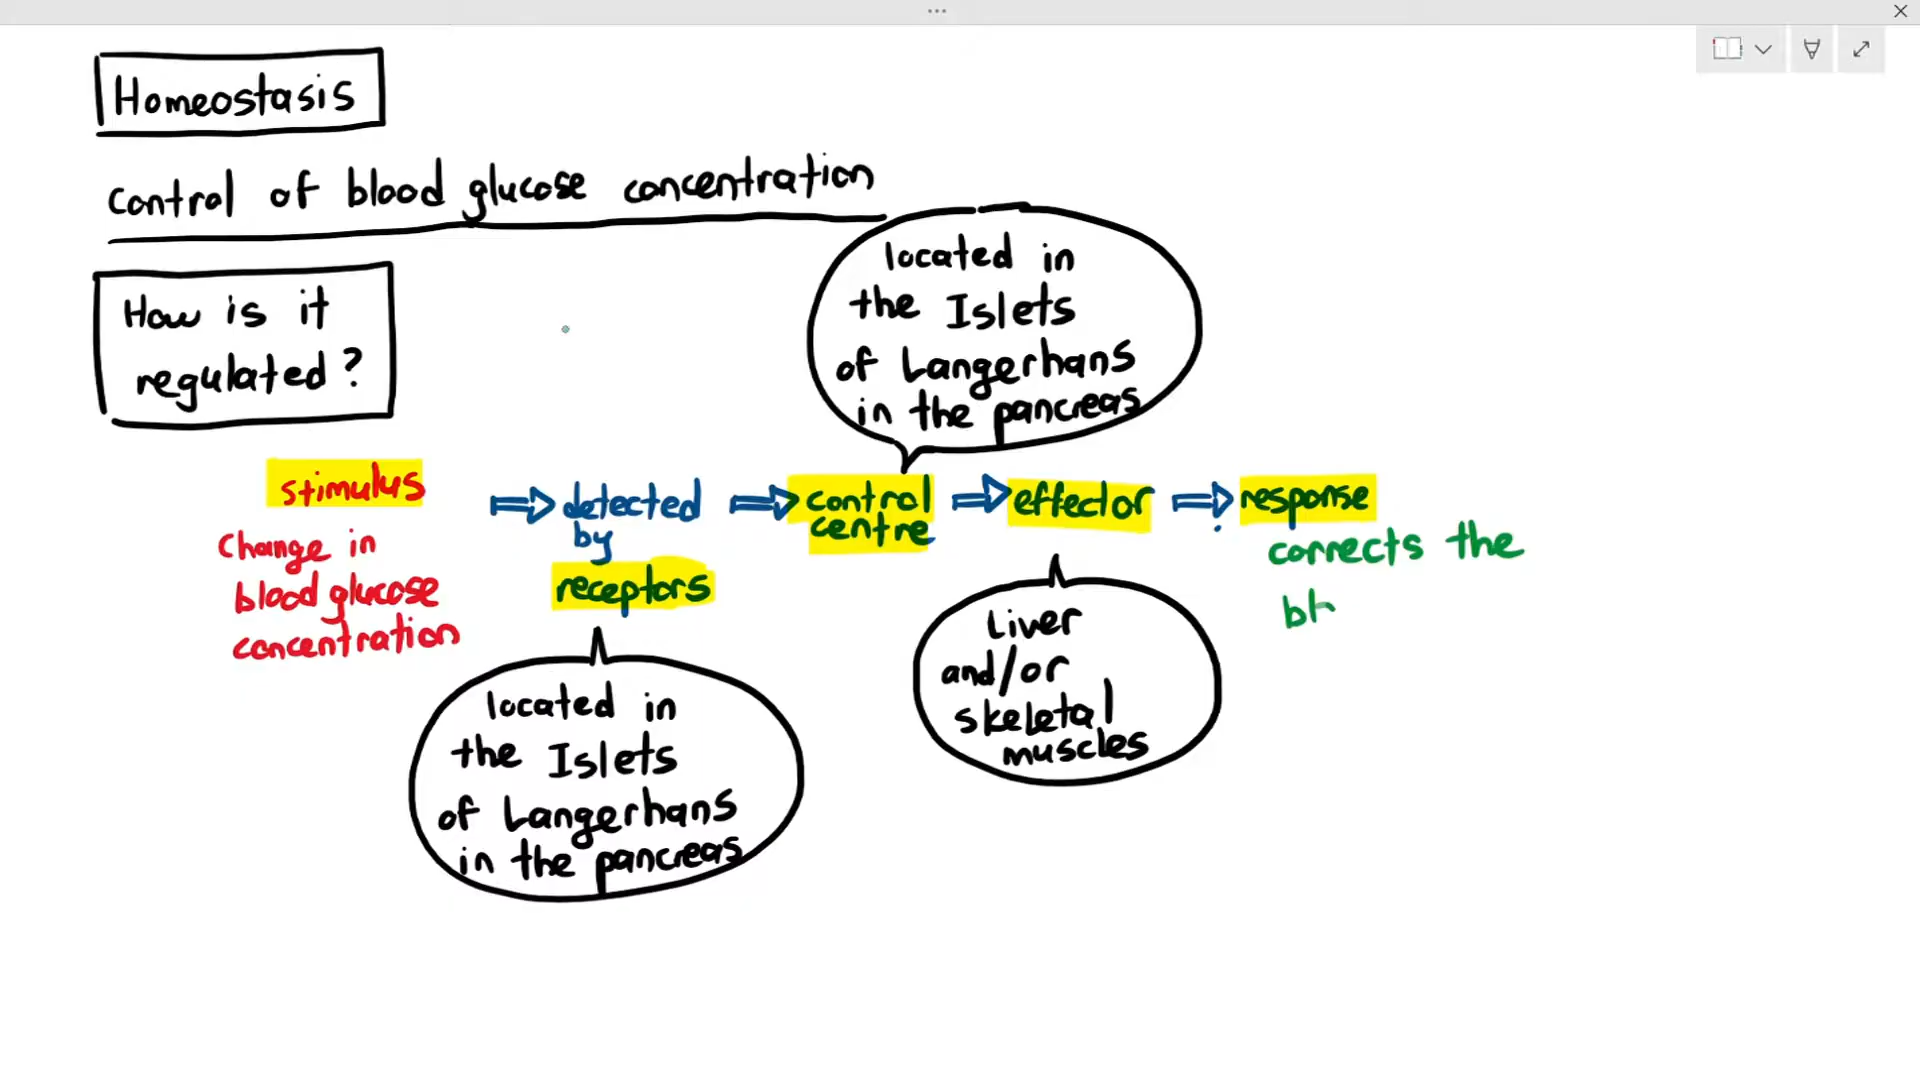 Homeostasis
control of blood glucose concentration
How is it
regulated?
located in
the Islets
of Langerhans
in the pancreas
stimulus
Change in
blood glucose
concentration
⇒ detected
by
receptors
⇒ control
centre
⇒ effector
⇒ response
corrects the
located in
the Islets
of Langerhans
in the pancreas
Liver
and/or
skeletal
muscles